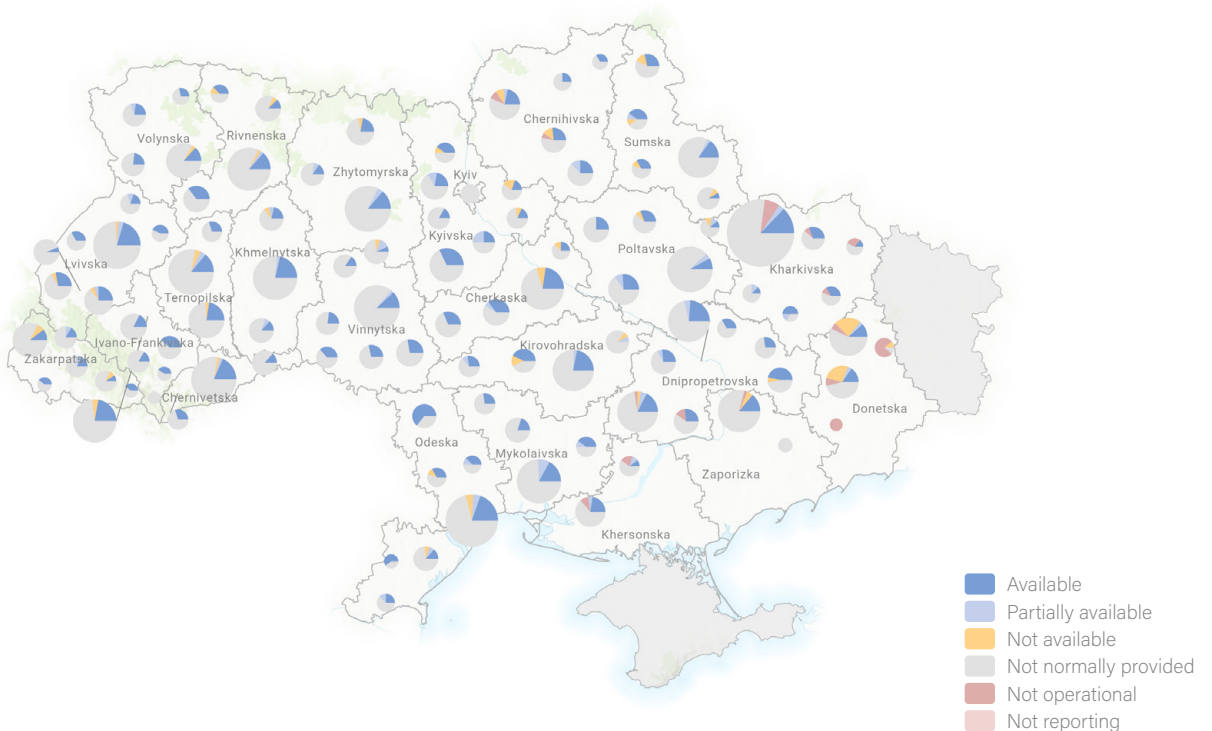 Chernihivska
Volynska
Rivnenska
Sumska
Zhytomyrska
Kyiv
Kyivska
Poltavska
Khmelnytska
Lvivska
Kharkivska
Ternopilska
Cherkaska
Vinnytska
Ivano-Frankivska
Kirovohradska
Zakarpatska
Dnipropetrovska
Chernivetska
Donetska
Odeska
Mykolaivska
Zaporizka
Khersonska
Available
Partially available
Not available
Not normally provided
Not operational
Not reporting